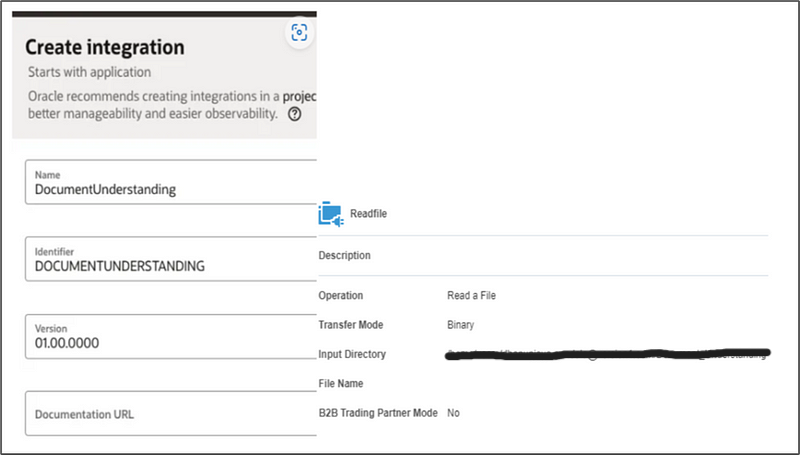 Create integration
Starts with application
Oracle recommends creating integrations in a projec
better manageability and easier observability. ?
Name
DocumentUnderstanding
Identifier
DOCUMENTUNDERSTANDING
Version
01.00.0000
Documentation URL
Readfile
Description
Operation Read a File
Transfer Mode Binary
Input Directory
File Name
B2B Trading Partner Mode No